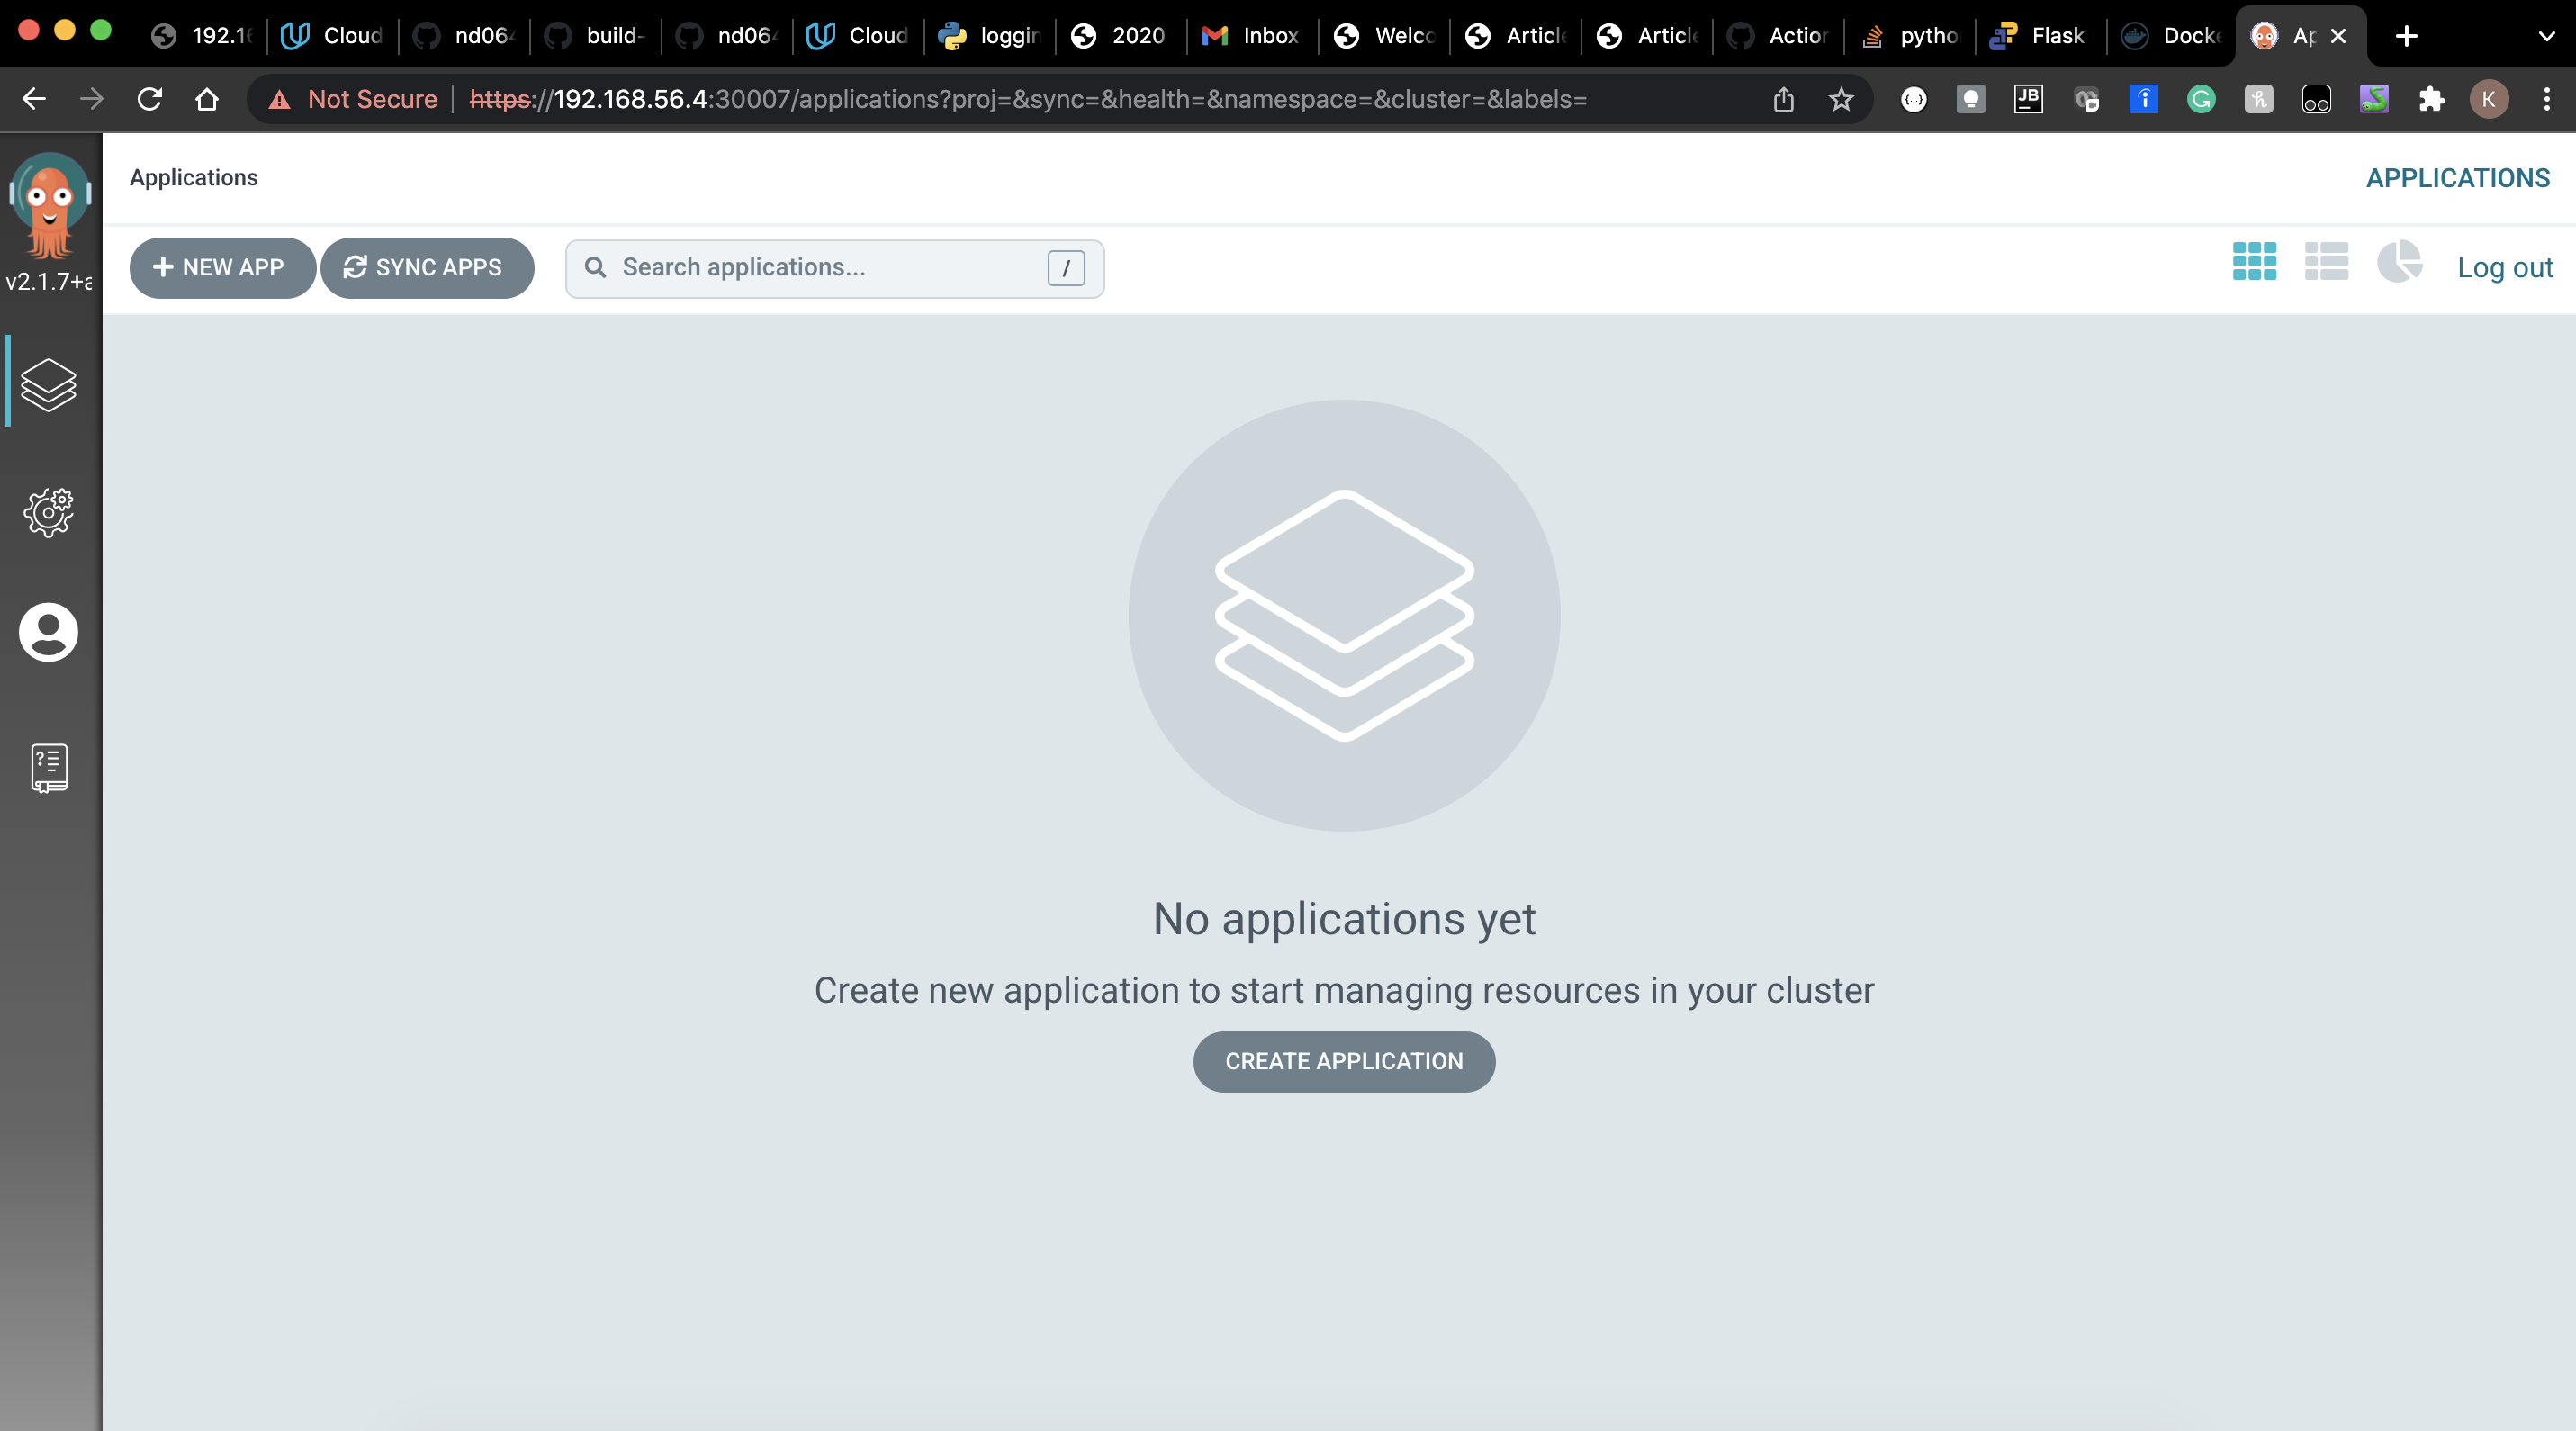 192.16 Cloud nd064 build- nd064 Cloud loggin 2020 Inbox Welco Article Article Action pytho Flask Docke Ap
Not Secure https://192.168.56.4:30007/applications?proj=&sync=&health=&namespace=&cluster=&labels= JB K
Applications APPLICATIONS
v2.1.7+a
NEW APP SYNC APPS Search applications... / Log out
No applications yet
Create new application to start managing resources in your cluster
CREATE APPLICATION